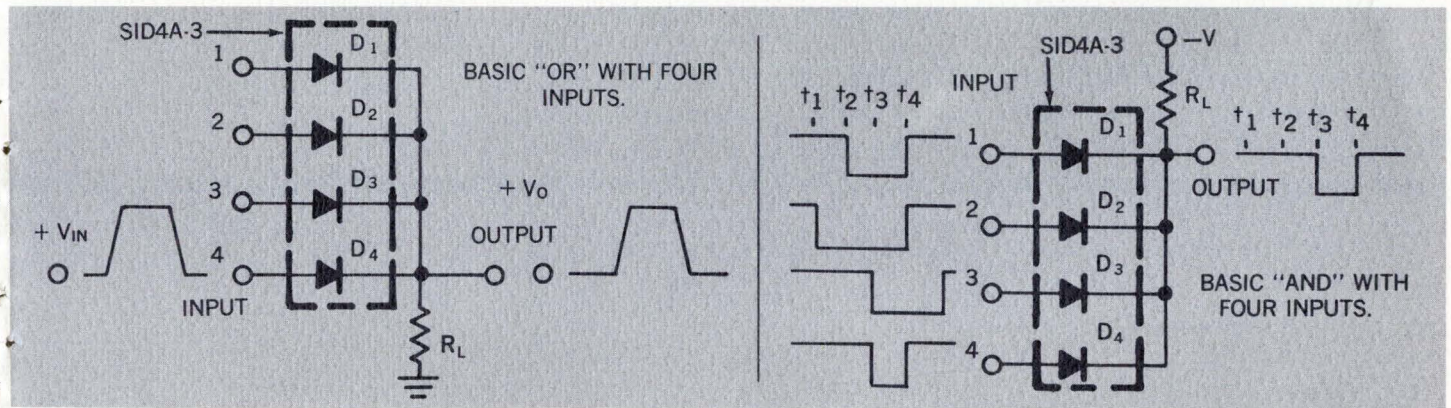 SID4A-3
D1
1
BASIC "OR" WITH FOUR
INPUTS.
D2
2
D3
3
+ Vo
+ VIN
OUTPUT
D4
4
INPUT
RL
SID4A-3
—V
INPUT
RL
t1 t2 t3 t4
D1
1
t1 t2 t3 t4
OUTPUT
D2
2
D3
3
BASIC "AND" WITH
FOUR INPUTS.
D4
4